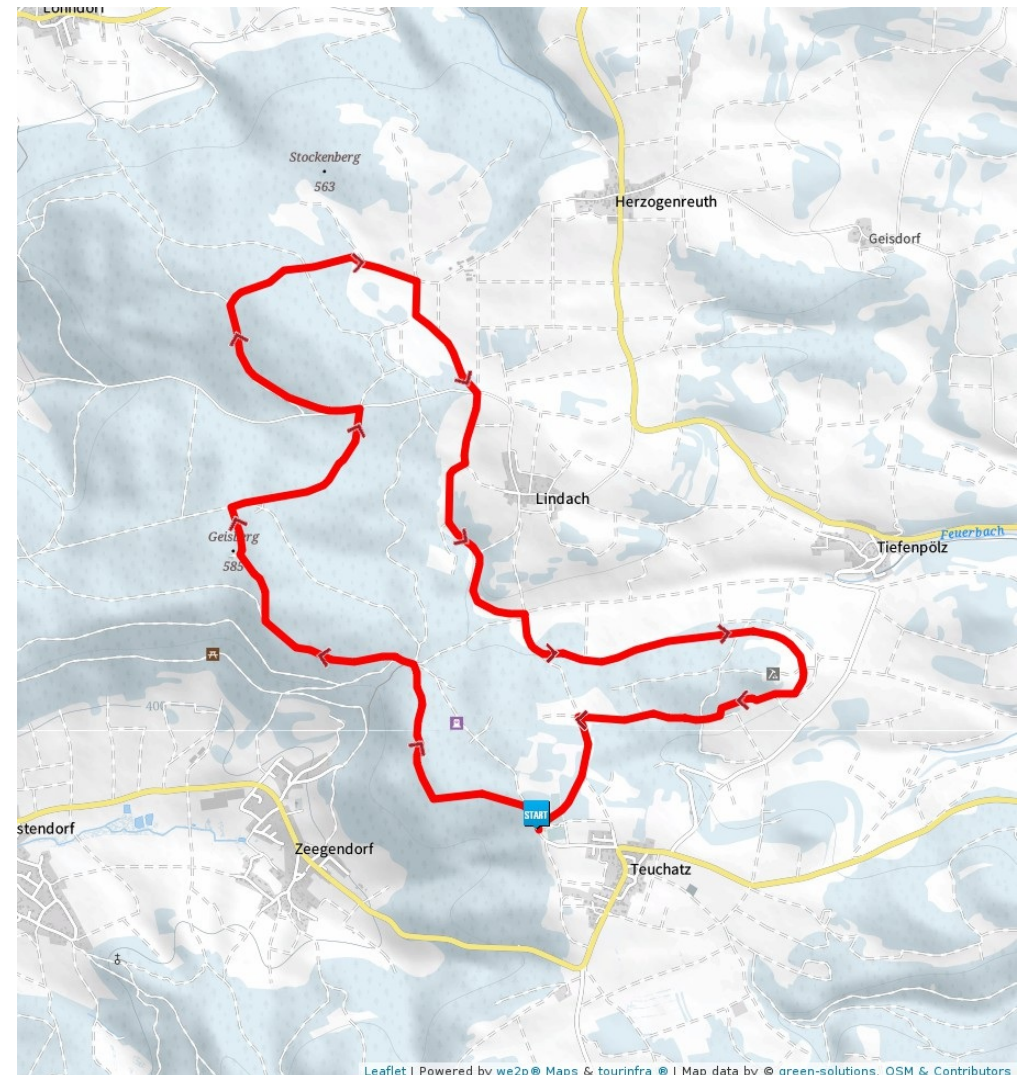 Lohndorf
Stockenberg
563
Herzogenreuth
Geisdorf
Lindach
Feuerbach
Tiefenpölz
Geisberg
585
400
START
stendorf
Zeegendorf
Teuchatz
Leaflet | Powered by we2p® Maps & tourinfra ® | Map data by © green-solutions, OSM & Contributors